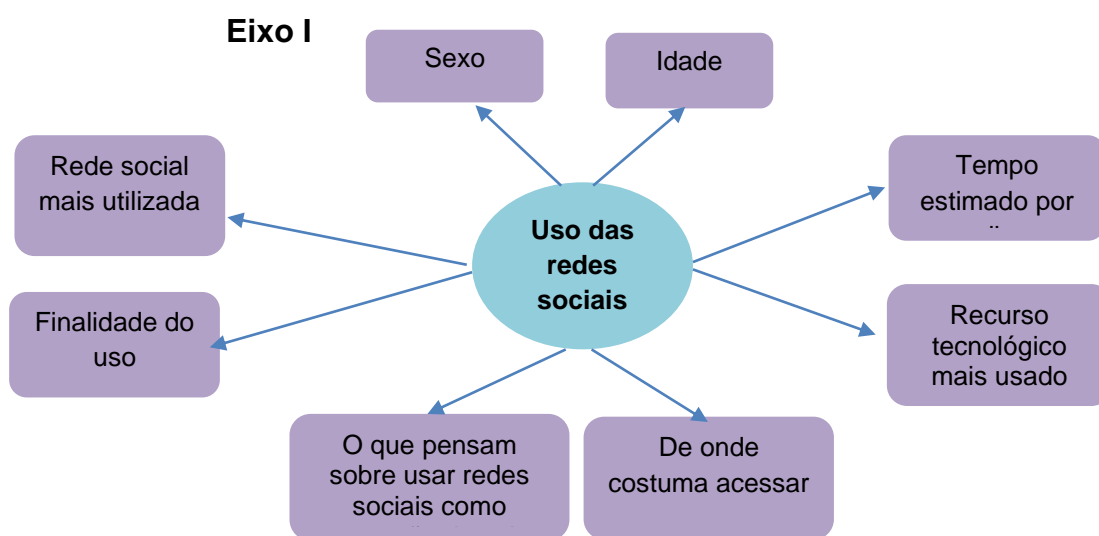 Eixo I
Sexo
Idade
Rede social
mais utilizada
Tempo
estimado por
Uso das
redes
sociais
Finalidade do
uso
Recurso
tecnológico
mais usado
O que pensam
sobre usar redes
sociais como
De onde
costuma acessar